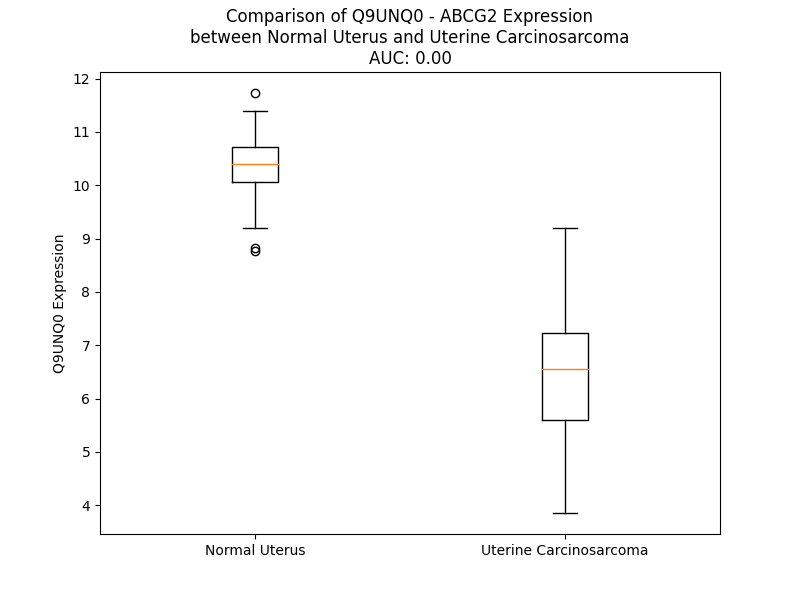 Comparison of Q9UNQ0 - ABCG2 Expression
between Normal Uterus and Uterine Carcinosarcoma
AUC: 0.00
12
11
10
9
8
7
6
5
4
Q9UNQ0 Expression
Normal Uterus
Uterine Carcinosarcoma